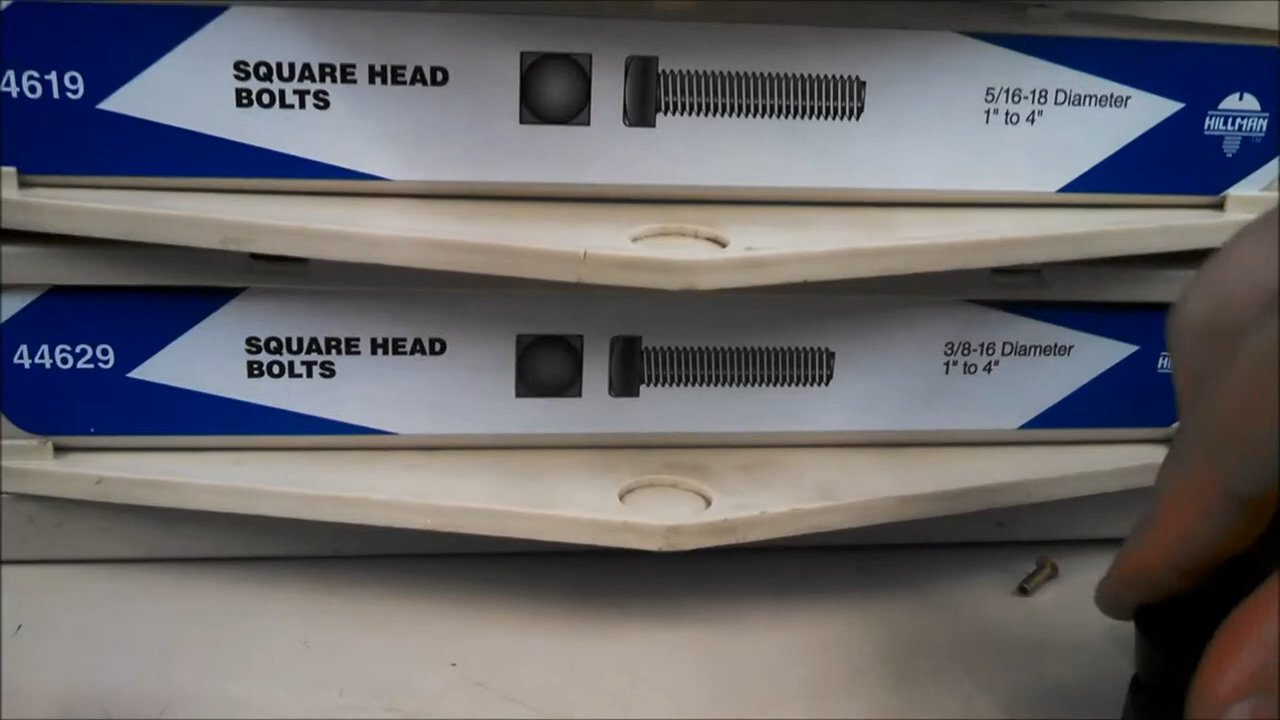 4619
SQUARE HEAD
BOLTS
5/16-18 Diameter
1" to 4"
HILLMAN
44629
SQUARE HEAD
BOLTS
3/8-16 Diameter
1" to 4"